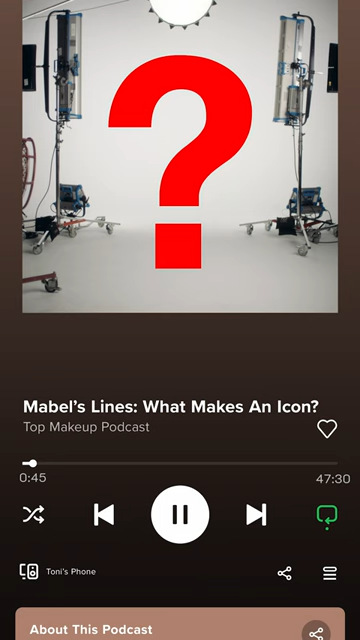 ?
Mabel's Lines: What Makes An Icon?
Top Makeup Podcast
0:45
47:30
Toni's Phone
About This Podcast